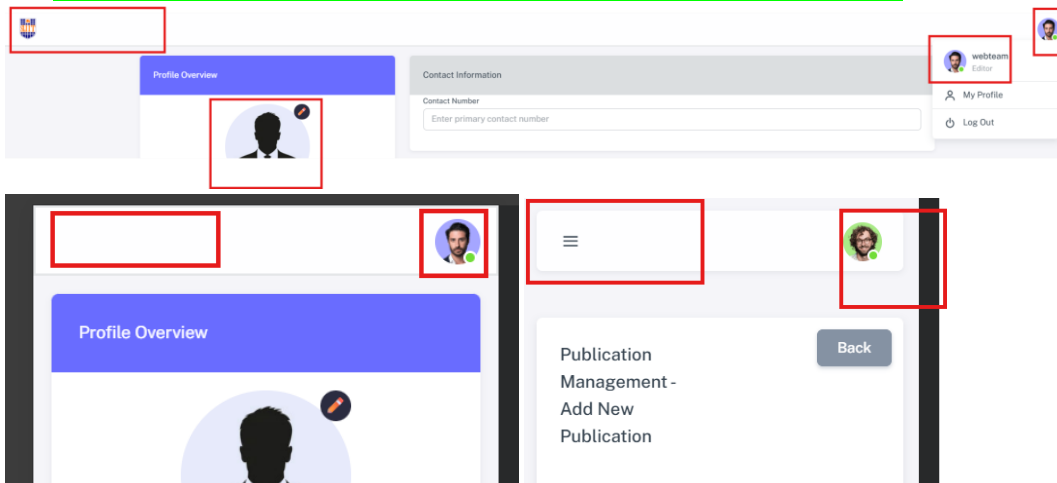 webteam
Editor
Profile Overview
Contact Information
My Profile
Contact Number
Enter primary contact number
Log Out
Profile Overview
Back
Publication
Management -
Add New
Publication